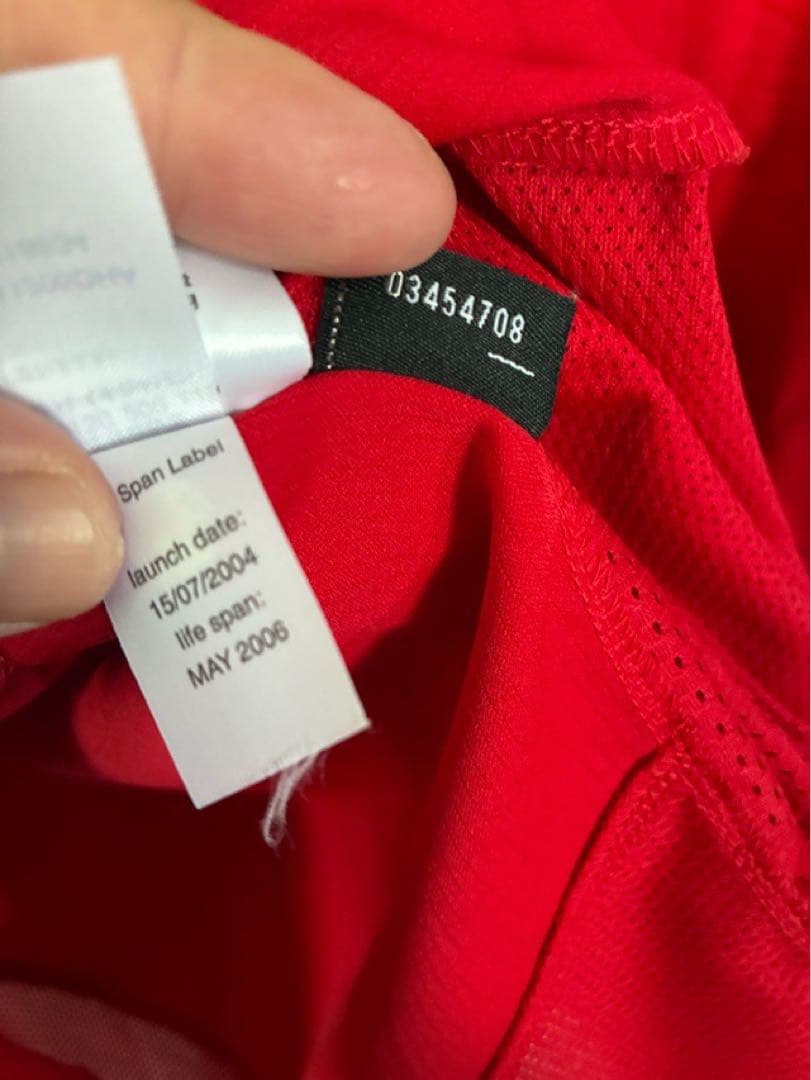 03454708
Span Label
launch date:
15/07/2004
life span:
MAY 2006